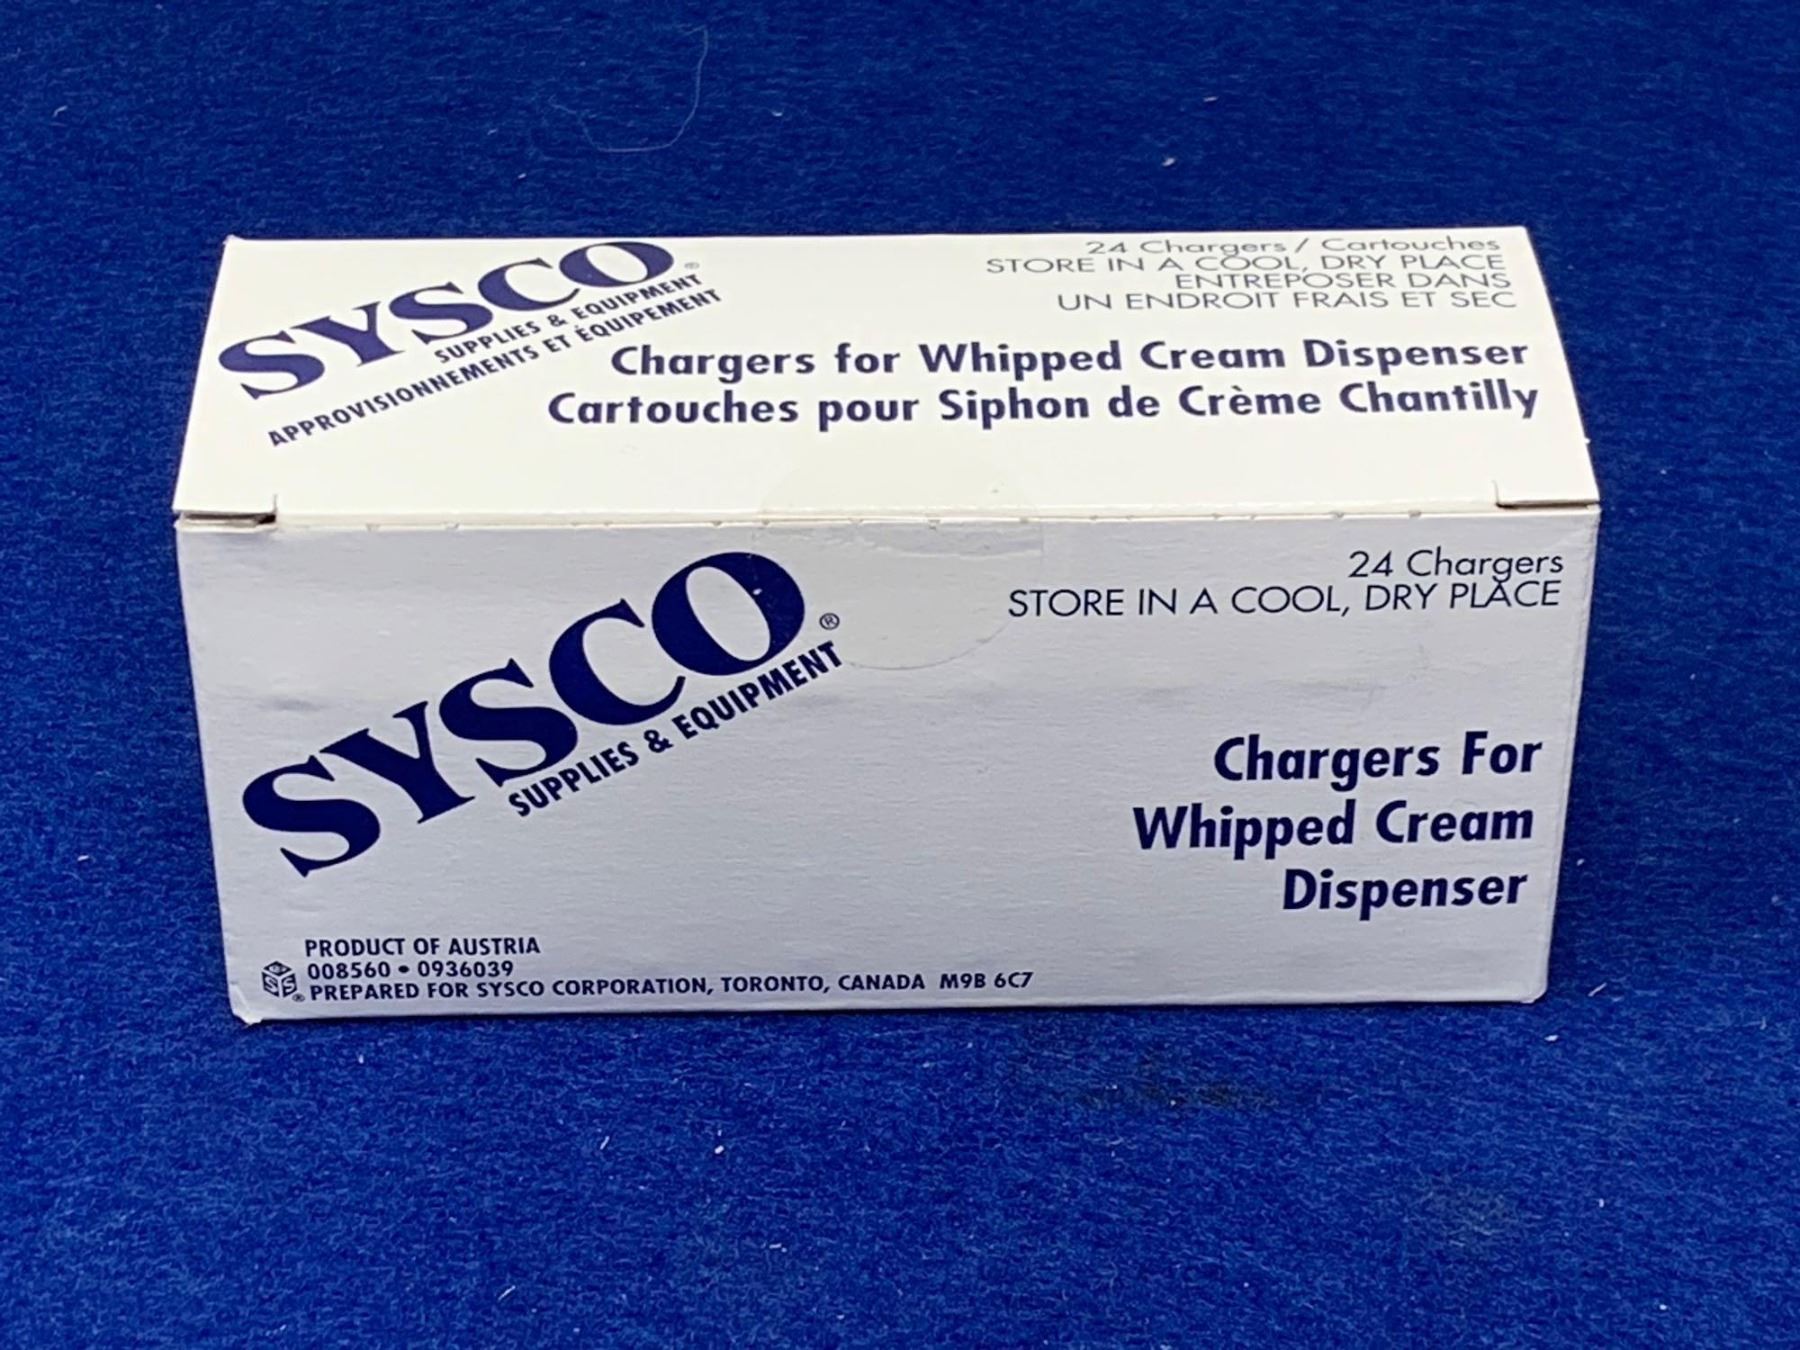 SYSCO®
SUPPLIES & EQUIPMENT
APPROVISIONNEMENTS ET ÉQUIPEMENT
24 Chargers / Cartouches
STORE IN A COOL, DRY PLACE
ENTREPOSER DANS
UN ENDROIT FRAIS ET SEC
Chargers for Whipped Cream Dispenser
Cartouches pour Siphon de Crème Chantilly
SYSCO®
SUPPLIES & EQUIPMENT
24 Chargers
STORE IN A COOL, DRY PLACE
Chargers For
Whipped Cream
Dispenser
PRODUCT OF AUSTRIA
008560 • 0936039
PREPARED FOR SYSCO CORPORATION, TORONTO, CANADA M9B 6C7